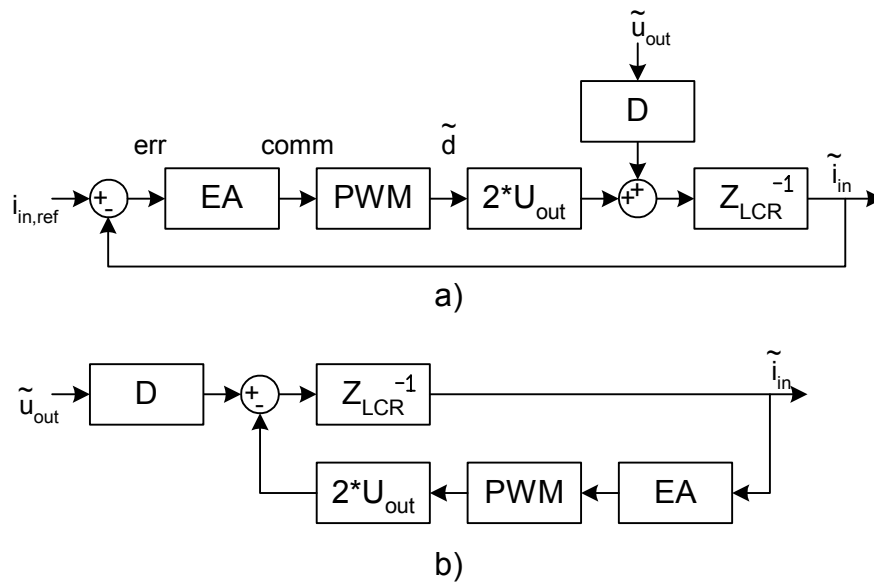 ũout
D
err
comm
d̃
iin,ref
+
-
EA
PWM
2*Uout
+
+
ZLCR⁻¹
ĩin
a)
ũout
D
+
-
ZLCR⁻¹
ĩin
2*Uout
PWM
EA
b)